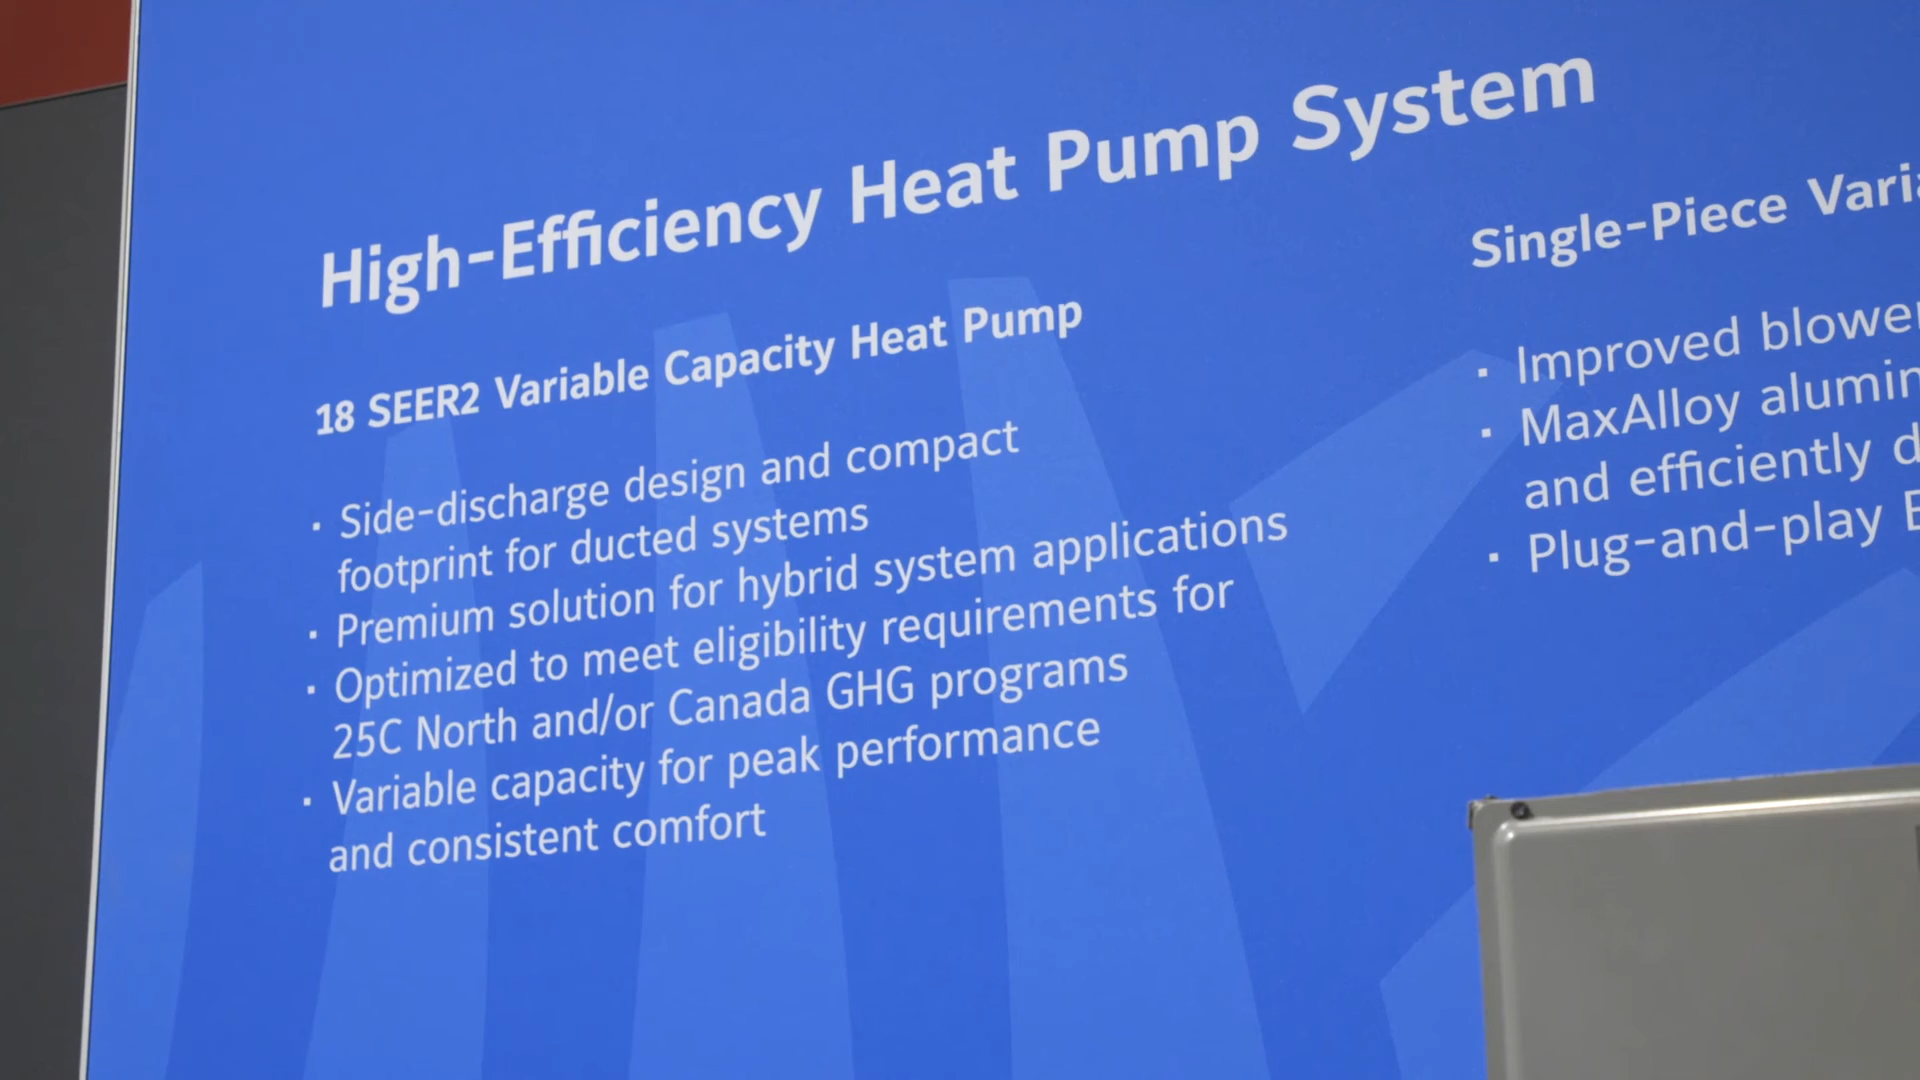 High-Efficiency Heat Pump System
18 SEER2 Variable Capacity Heat Pump
· Side-discharge design and compact
footprint for ducted systems
· Premium solution for hybrid system applications
· Optimized to meet eligibility requirements for
25C North and/or Canada GHG programs
· Variable capacity for peak performance
and consistent comfort
Single-Piece
· Improved
· MaxAlloy
and efficiently
· Plug-and-play